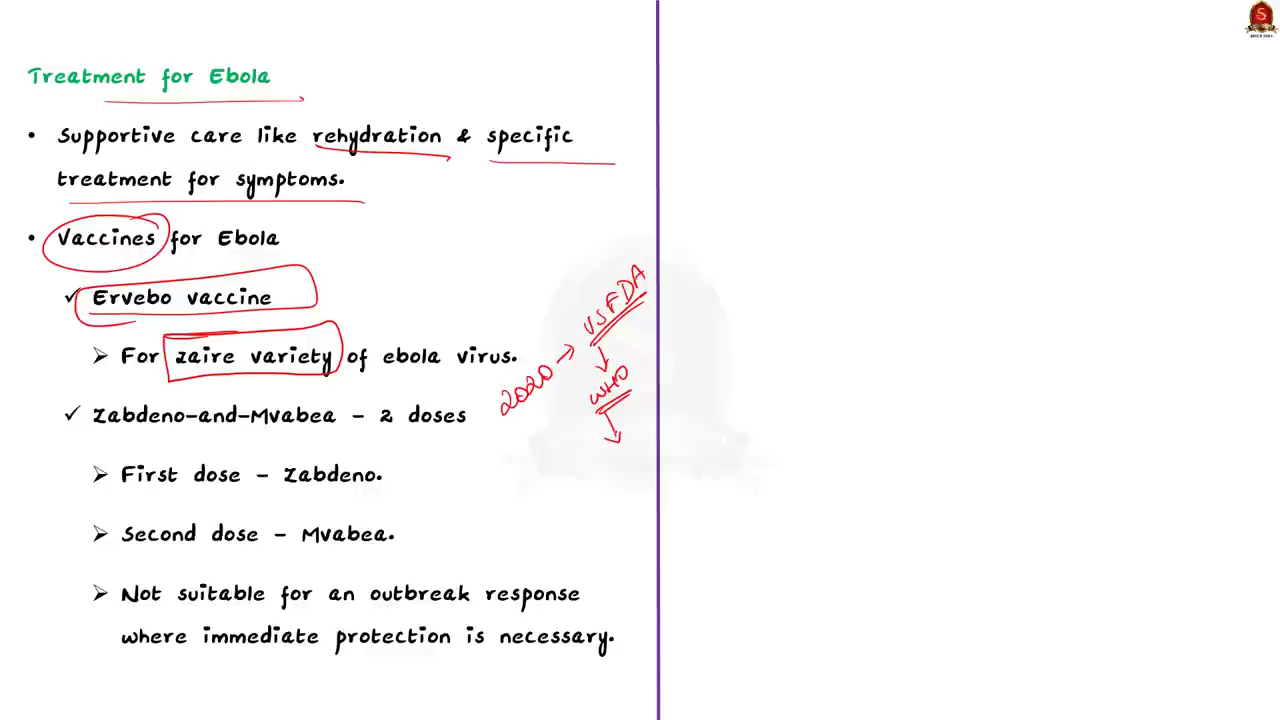 Treatment for Ebola
• Supportive care like rehydration & specific
treatment for symptoms.
• Vaccines for Ebola
✓ Ervebo vaccine
➢ For zaire variety of ebola virus.
✓ Zabdeno-and-Mvabea - 2 doses
➢ First dose - Zabdeno.
➢ Second dose - Mvabea.
➢ Not suitable for an outbreak response
where immediate protection is necessary.
2020 → USFDA
↓
WHO
↓
S